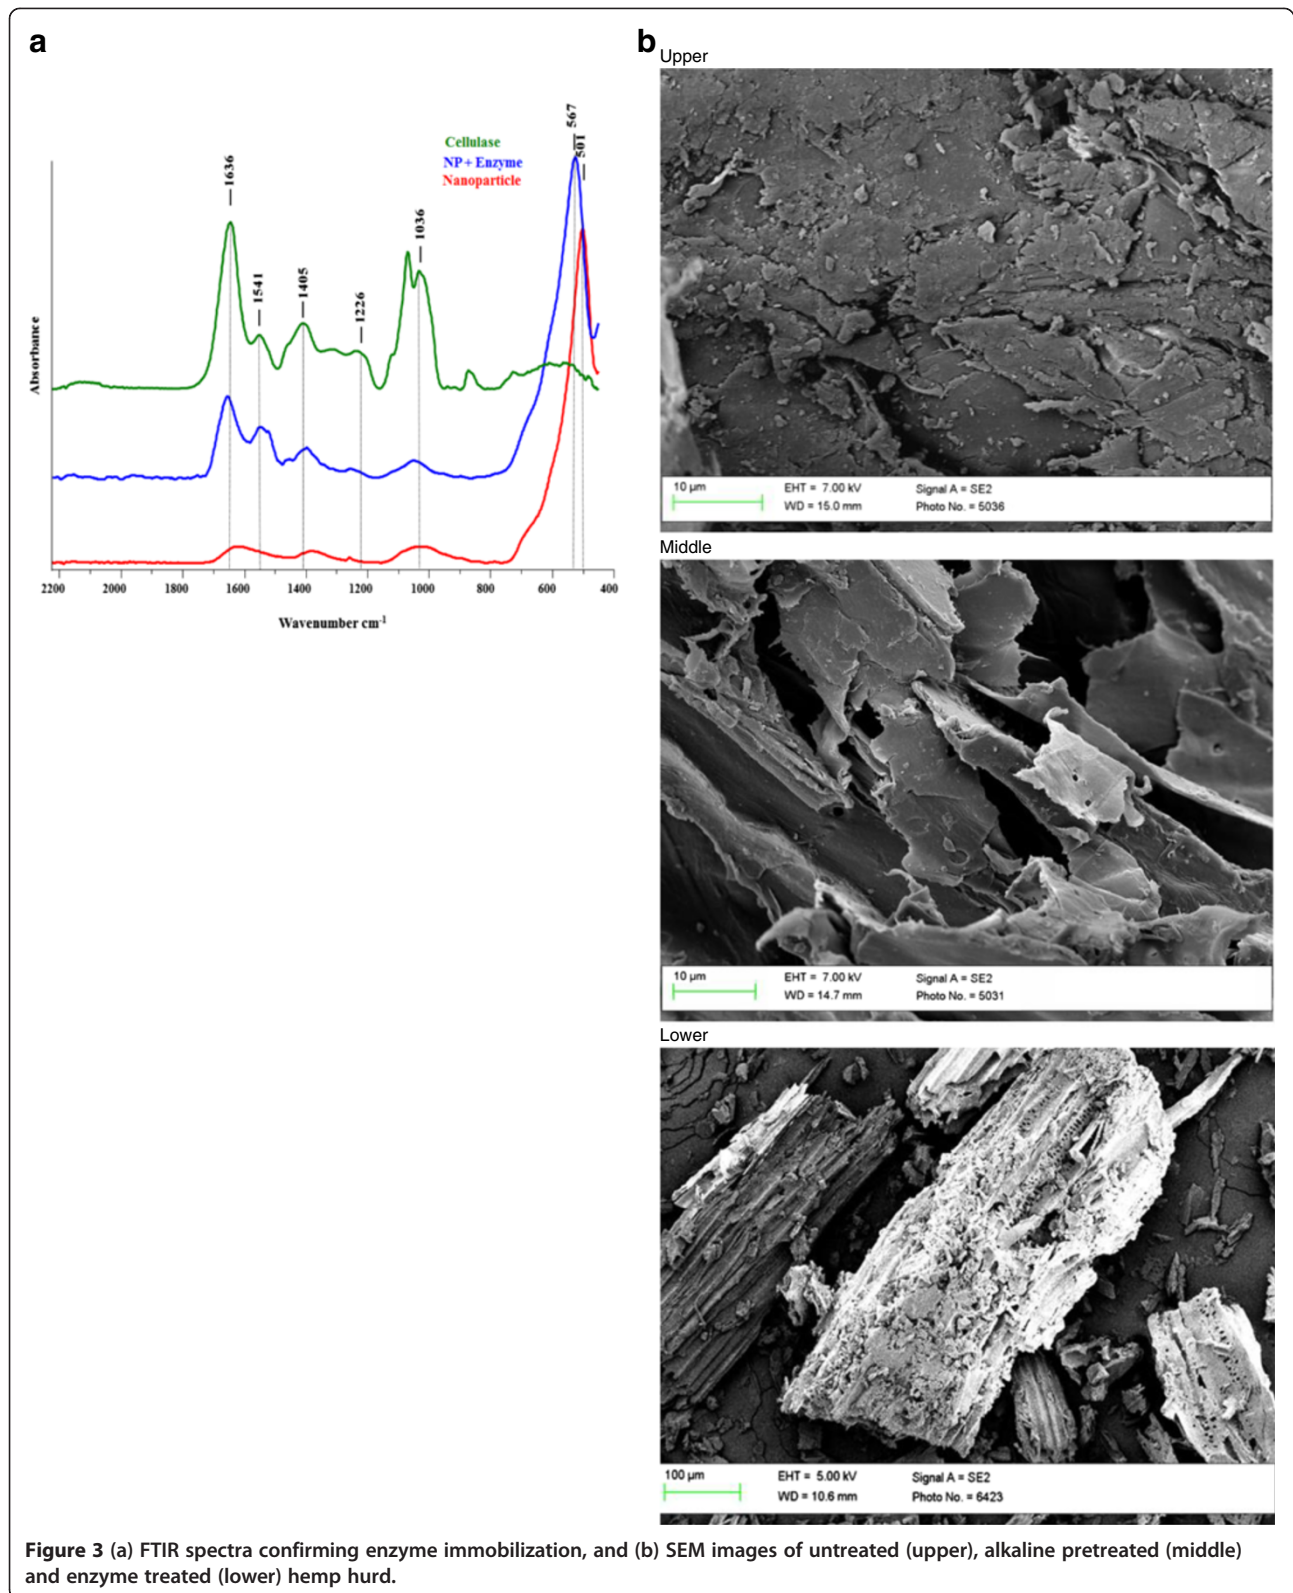 a
Cellulase
NP + Enzyme
Nanoparticle
1636
1541
1405
1226
1036
567
501
Absorbance
2200 2000 1800 1600 1400 1200 1000 800 600 400
Wavenumber cm-1
b
Upper
10 µm
EHT = 7.00 kV
Signal A = SE2
WD = 15.0 mm
Photo No. = 5036
Middle
10 µm
EHT = 7.00 kV
Signal A = SE2
WD = 14.7 mm
Photo No. = 5031
Lower
100 µm
EHT = 5.00 kV
Signal A = SE2
WD = 10.6 mm
Photo No. = 6423
Figure 3 (a) FTIR spectra confirming enzyme immobilization, and (b) SEM images of untreated (upper), alkaline pretreated (middle)
and enzyme treated (lower) hemp hurd.